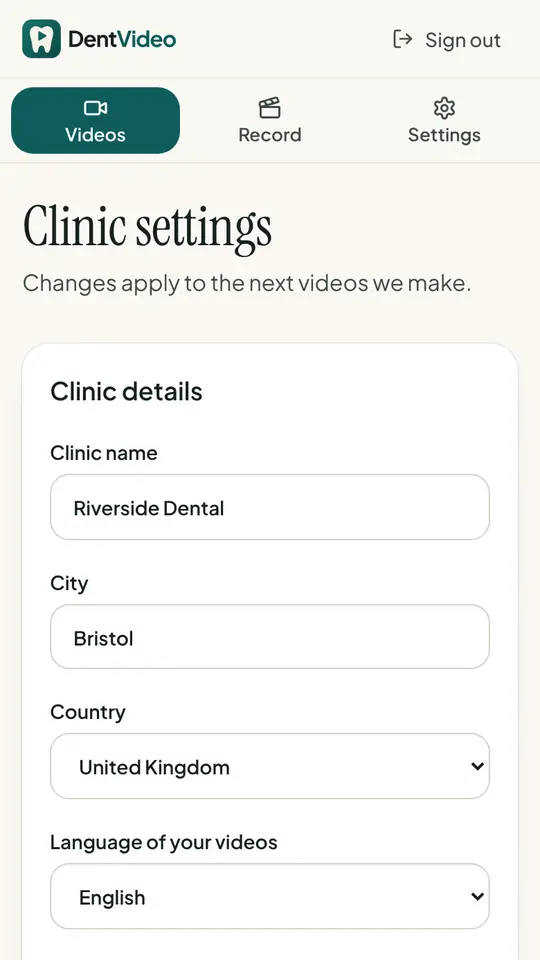 DentVideo
Sign out
Videos
Record
Settings
Clinic settings
Changes apply to the next videos we make.
Clinic details
Clinic name
Riverside Dental
City
Bristol
Country
United Kingdom
Language of your videos
English